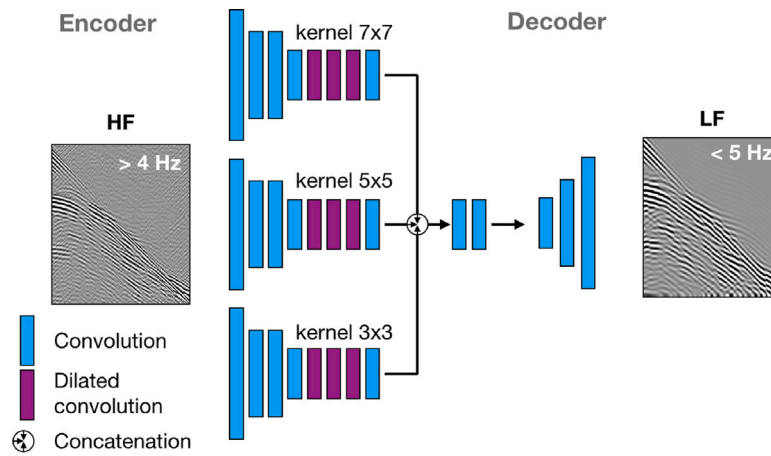 Encoder
Decoder
kernel 7x7
HF
> 4 Hz
LF
< 5 Hz
kernel 5x5
kernel 3x3
Convolution
Dilated
convolution
Concatenation